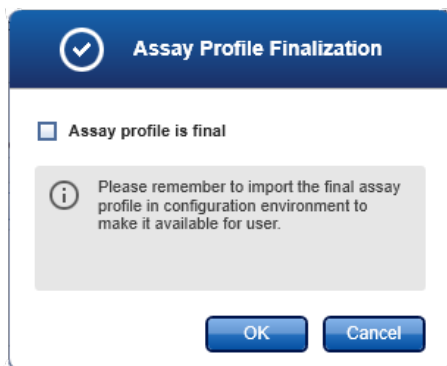 Assay Profile Finalization
Assay profile is final
Please remember to import the final assay
profile in configuration environment to
make it available for user.
OK
Cancel